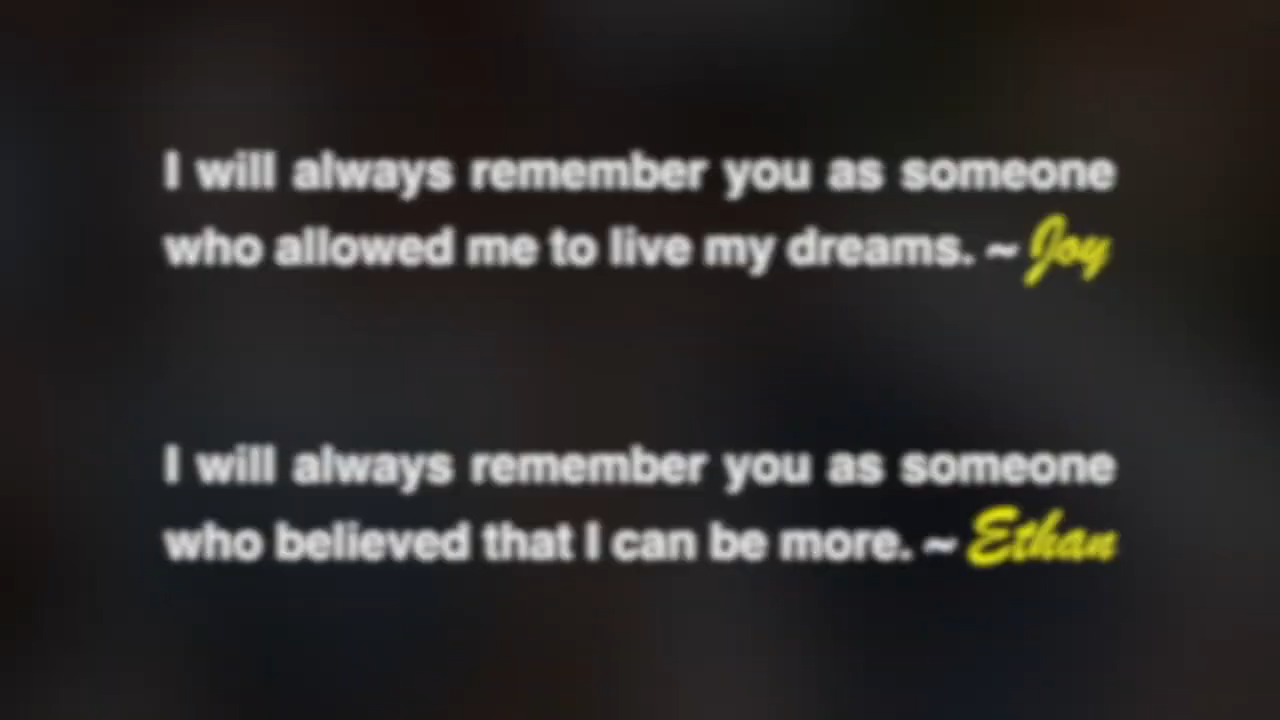 I will always remember you as someone
who allowed me to live my dreams. ~ Joy
I will always remember you as someone
who believed that I can be more. ~ Ethan